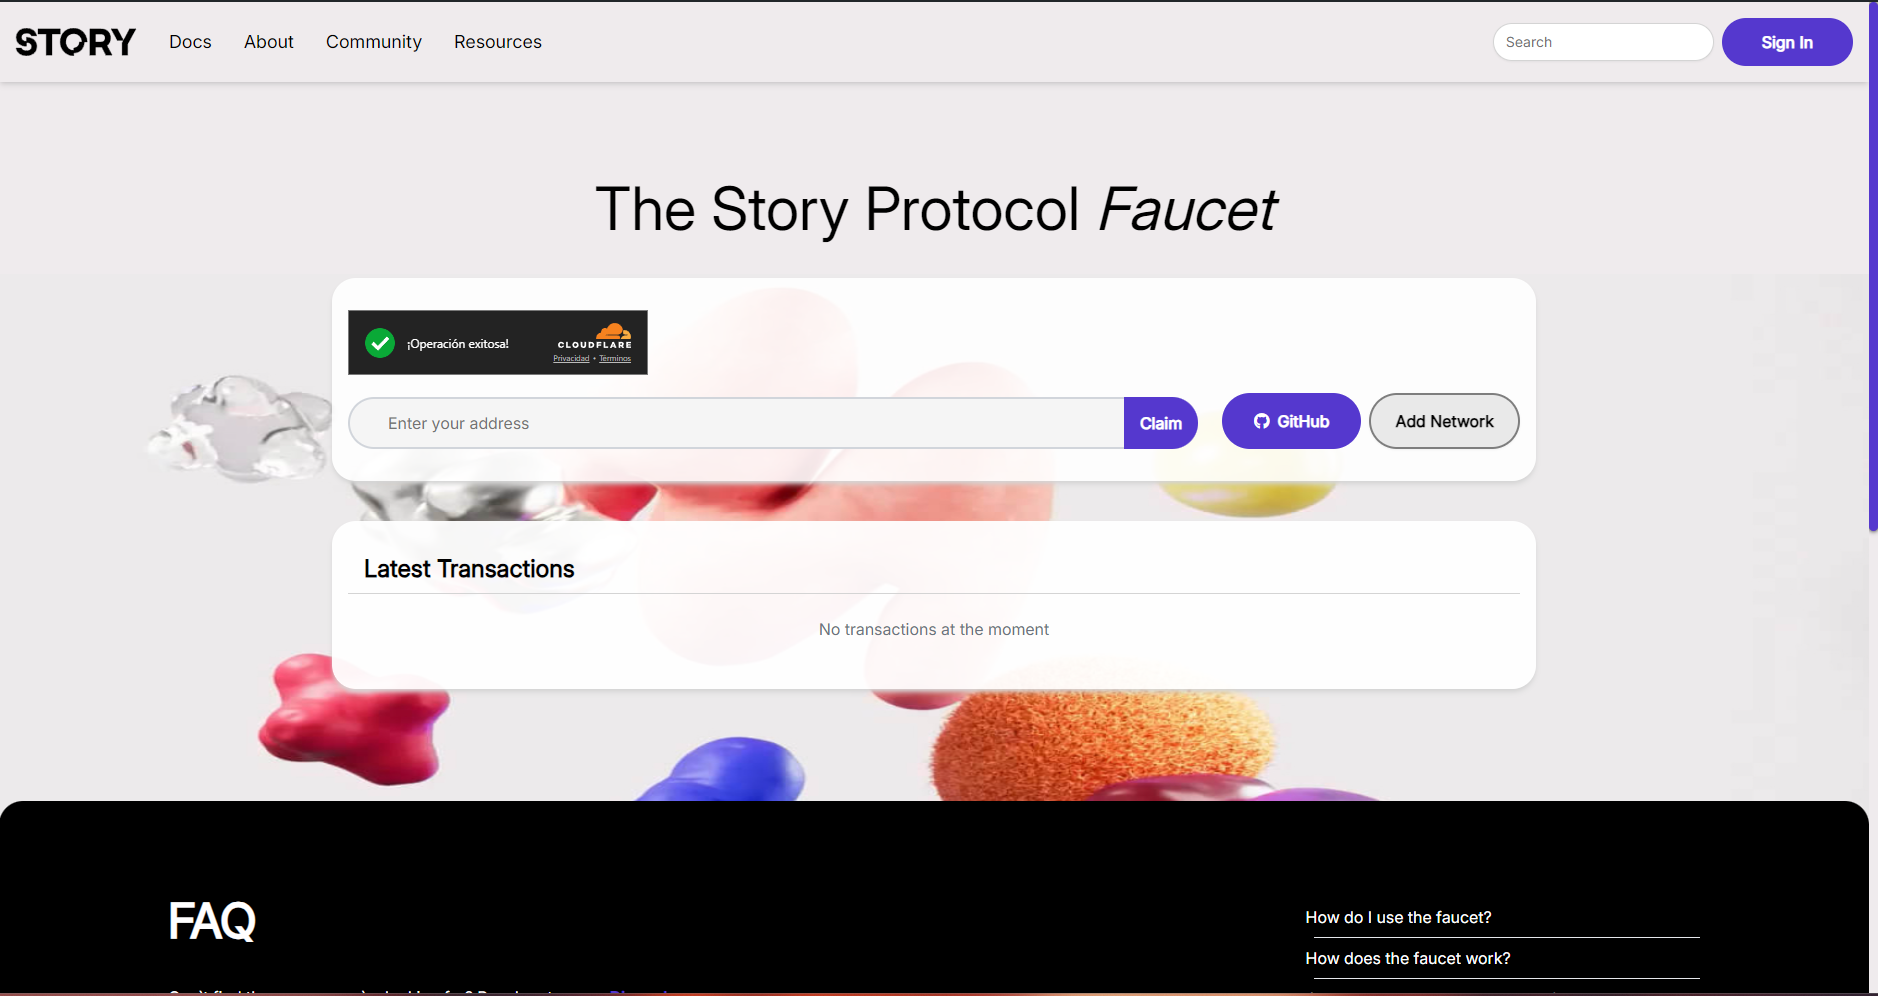 STORY
Docs
About
Community
Resources
Search
Sign In
The Story Protocol Faucet
¡Operación exitosa!
CLOUDFLARE
Privacidad • Términos
Enter your address
Claim
GitHub
Add Network
Latest Transactions
No transactions at the moment
FAQ
How do I use the faucet?
How does the faucet work?